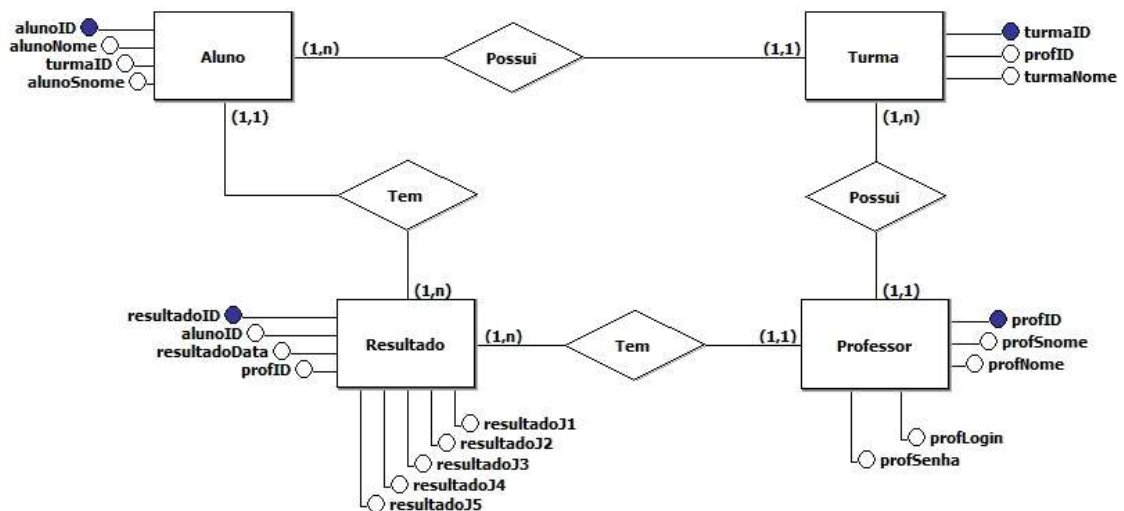 alunoID
alunoNome
turmaID
alunoSnome
Aluno
(1,n)
Possui
(1,1)
Turma
turmaID
profID
turmaNome
(1,1)
(1,n)
Tem
Possui
(1,n)
(1,1)
resultadoID
alunoID
resultadoData
profID
Resultado
(1,n)
Tem
(1,1)
Professor
profID
profSnome
profNome
resultadoJ1
resultadoJ2
resultadoJ3
resultadoJ4
resultadoJ5
profLogin
profSenha